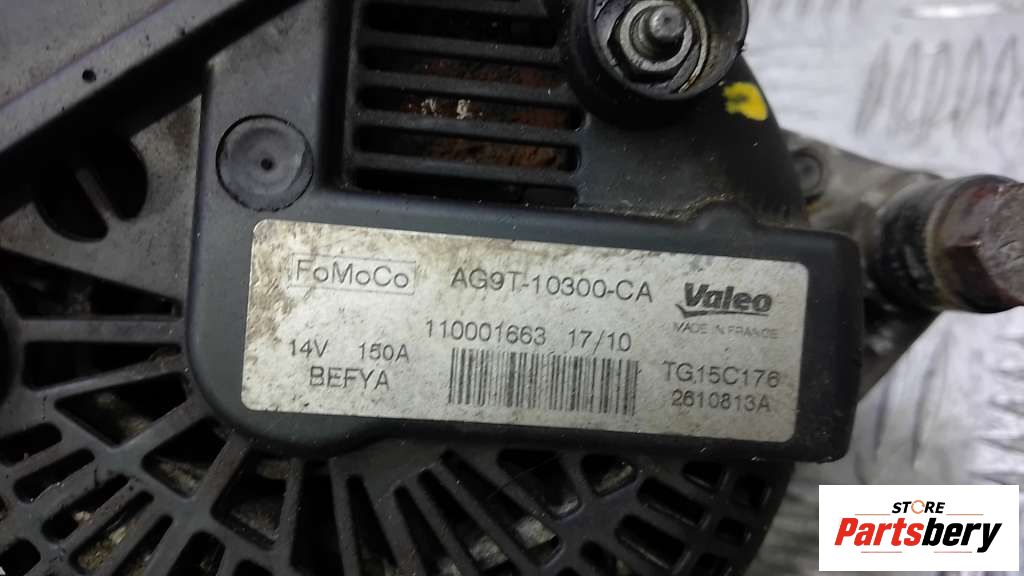 FoMoCo AG9T-10300-CA Valeo
MADE IN FRANCE
14V 150A 110001663 17/10
BEFYA TG15C176
2610813A
STORE
Partsbery